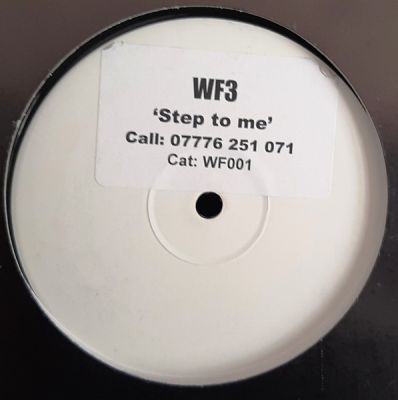 WF3
‘Step to me’
Call: 07776 251 071
Cat: WF001